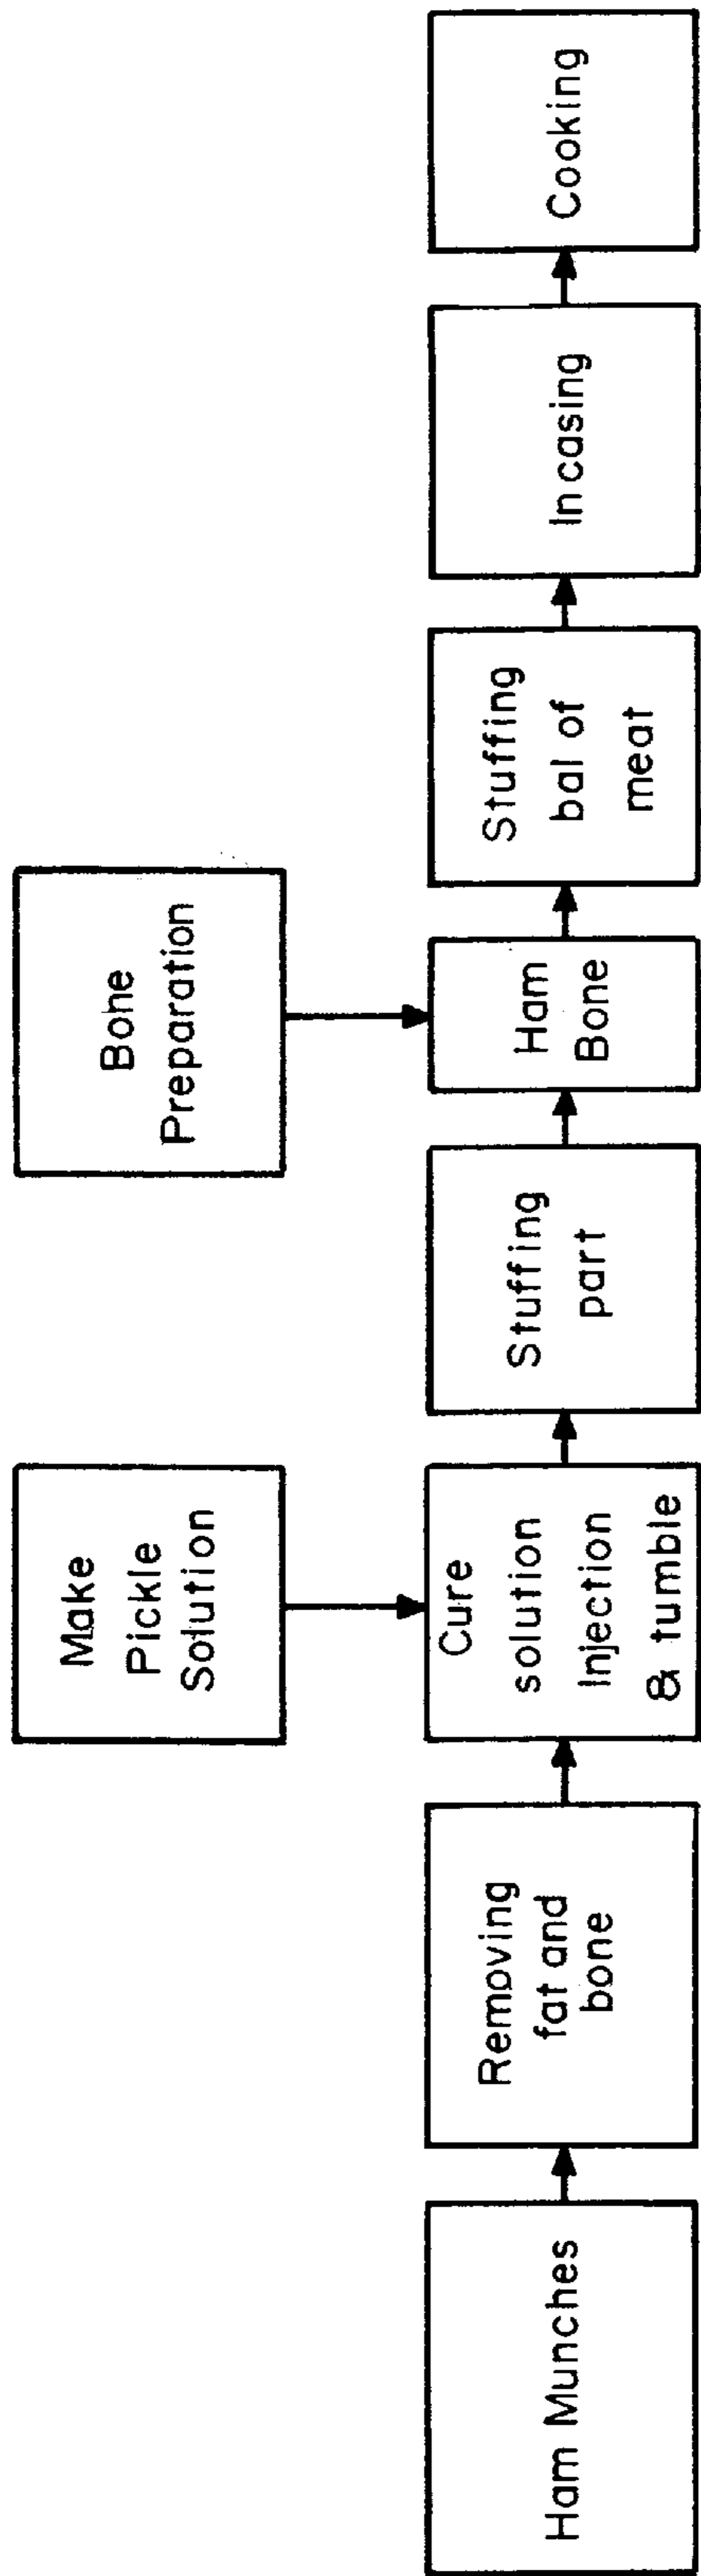 Make
Pickle
Solution
Bone
Preparation
Ham Munches
Removing
fat and
bone
Cure
solution
Injection
& tumble
Stuffing
part
Ham
Bone
Stuffing
bal of
meat
Incasing
Cooking